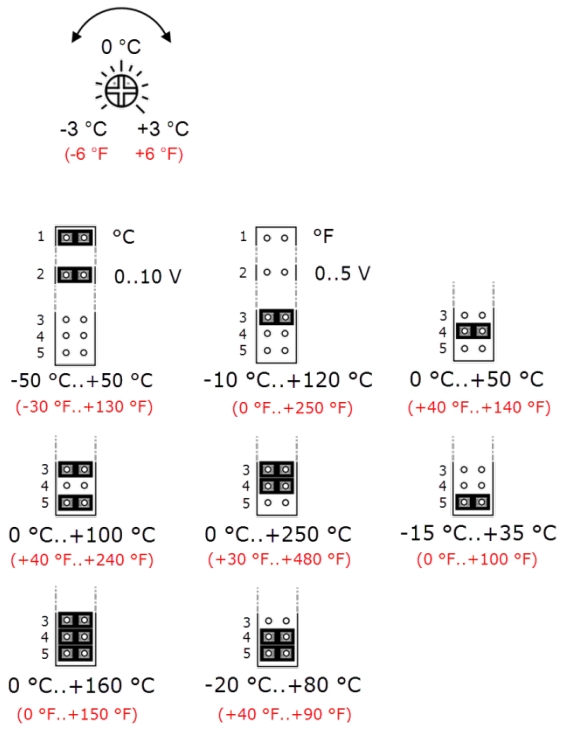 0 °C
-3 °C +3 °C
(-6 °F +6 °F)
1 °C
2 0..10 V
3
4
5
-50 °C..+50 °C
(-30 °F..+130 °F)
1 °F
2 0..5 V
3
4
5
-10 °C..+120 °C
(0 °F..+250 °F)
3
4
5
0 °C..+50 °C
(+40 °F..+140 °F)
3
4
5
0 °C..+100 °C
(+40 °F..+240 °F)
3
4
5
0 °C..+250 °C
(+30 °F..+480 °F)
3
4
5
-15 °C..+35 °C
(0 °F..+100 °F)
3
4
5
0 °C..+160 °C
(0 °F..+150 °F)
3
4
5
-20 °C..+80 °C
(+40 °F..+90 °F)